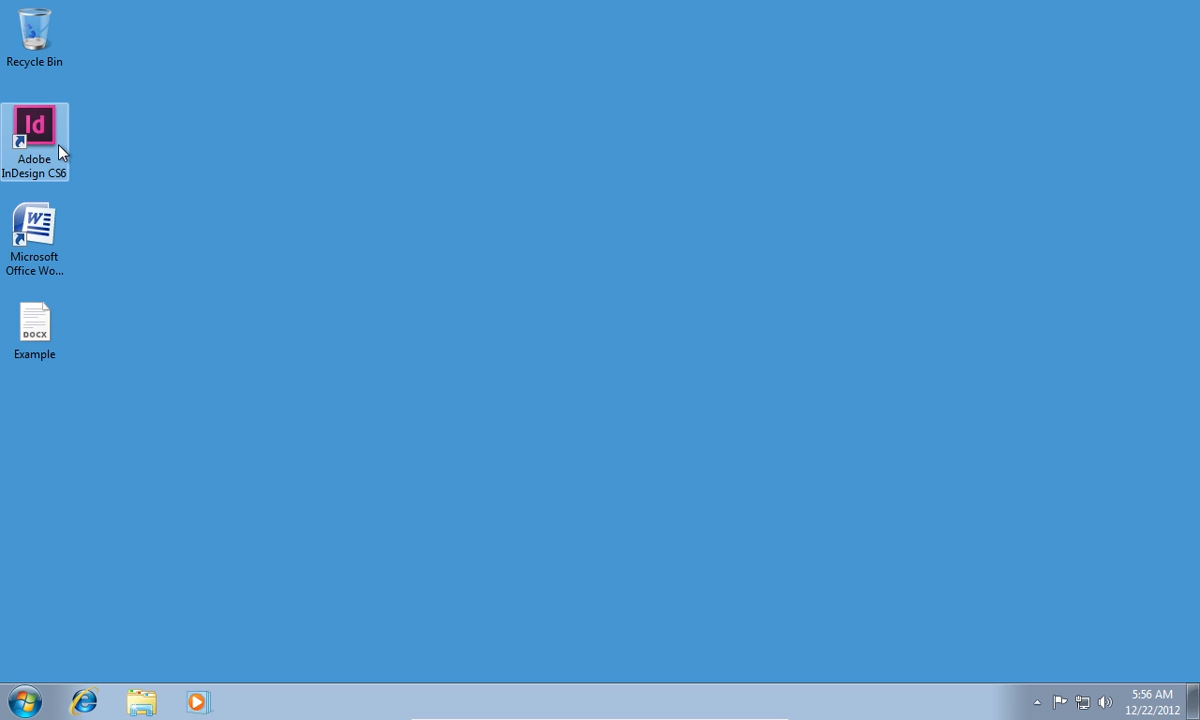 Recycle Bin
Id
Adobe
InDesign CS6
W
Microsoft
Office Wo...
DOCX
Example
5:56 AM
12/22/2012